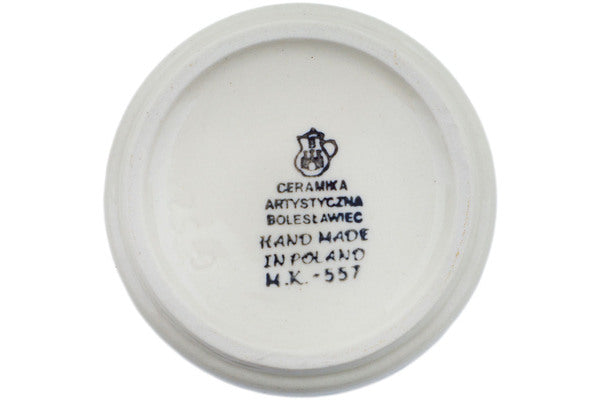 CERAMIKA
ARTYSTYCZNA
BOLESŁAWIEC
HAND MADE
IN POLAND
M.K.-557